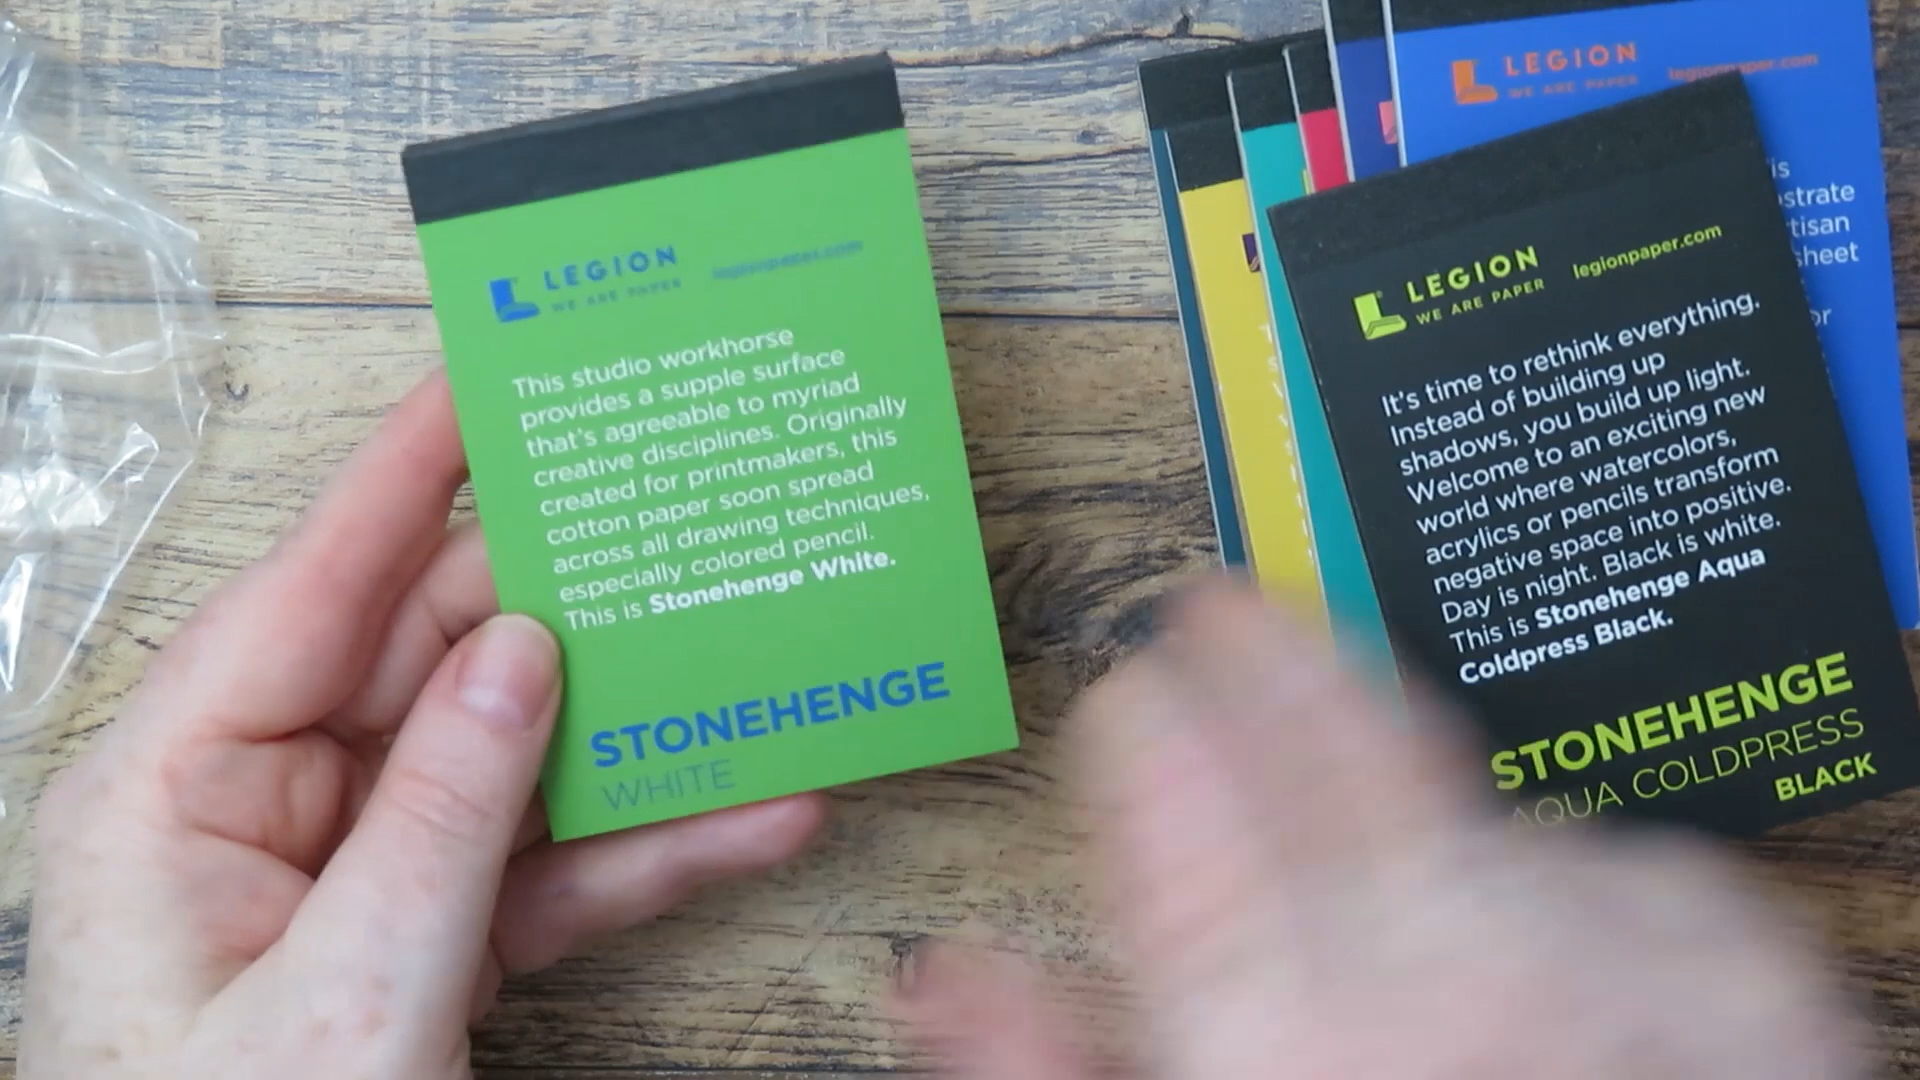 LEGION
WE ARE PAPER
legionpaper.com
This studio workhorse
provides a supple surface
that's agreeable to myriad
creative disciplines. Originally
created for printmakers, this
cotton paper soon spread
across all drawing techniques,
especially colored pencil.
This is Stonehenge White.
STONEHENGE
WHITE
LEGION
WE ARE PAPER
legionpaper.com
is
strate
tisan
sheet
or
LEGION
WE ARE PAPER
legionpaper.com
It's time to rethink everything.
Instead of building up
shadows, you build up light.
Welcome to an exciting new
world where watercolors,
acrylics or pencils transform
negative space into positive.
Day is night. Black is white.
This is Stonehenge Aqua
Coldpress Black.
STONEHENGE
AQUA COLDPRESS
BLACK